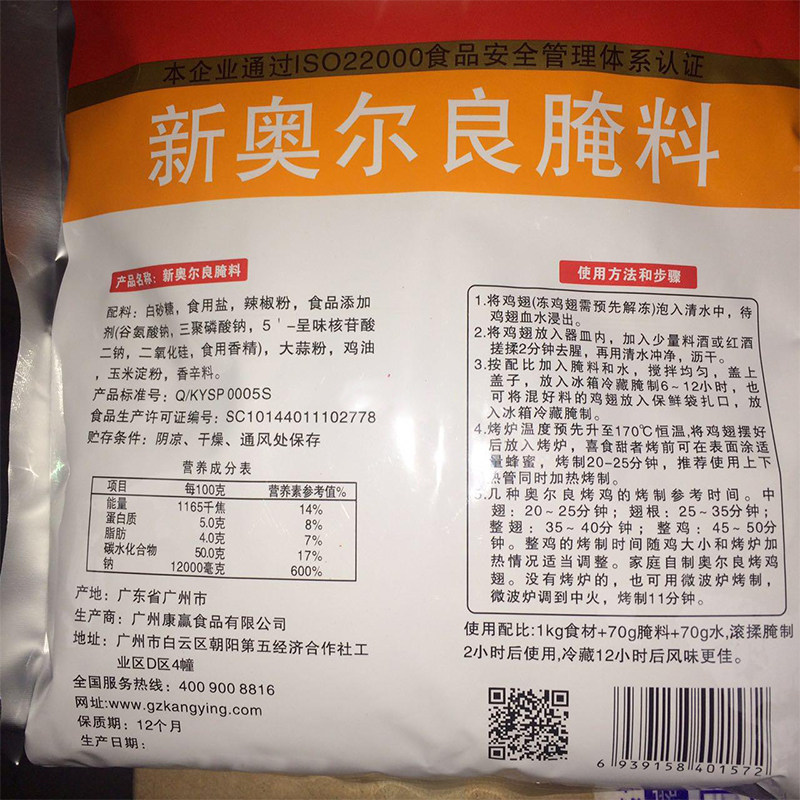 本企业通过ISO22000食品安全管理体系认证
新奥尔良腌料
产品名称：新奥尔良腌料
配料：白砂糖，食用盐，辣椒粉，食品添加
剂(谷氨酸钠，三聚磷酸钠，5'-呈味核苷酸
二钠，二氧化硅，食用香精)，大蒜粉，鸡油
，玉米淀粉，香辛料。
产品标准号：Q/KYSP 0005S
食品生产许可证编号：SC10144011102778
贮存条件：阴凉、干燥、通风处保存
营养成分表
项目 每100克 营养素参考值%
能量 1165千焦 14%
蛋白质 5.0克 8%
脂肪 4.0克 7%
碳水化合物 50.0克 17%
钠 12000毫克 600%
产地：广东省广州市
生产商：广州康赢食品有限公司
地址：广州市白云区朝阳第五经济合作社工
业区D区4幢
全国服务热线：400 900 8816
网址:www.gzkangying.com
保质期：12个月
生产日期：
使用方法和步骤
1.将鸡翅(冻鸡翅需预先解冻)泡入清水中，待
鸡翅血水浸出。
2.将鸡翅放入器皿内，加入少量料酒或红酒
搓揉2分钟去腥，再用清水冲净，沥干。
3.按配比加入腌料和水，搅拌均匀，盖上
盖子，放入冰箱冷藏腌制6~12小时，也
可将混好料的鸡翅放入保鲜袋扎口，放
入冰箱冷藏腌制。
4.烤炉温度预先升至170℃恒温,将鸡翅摆好
后放入烤炉，喜食甜者烤前可在表面涂适
量蜂蜜，烤制20-25分钟，推荐使用上下
热管同时加热烤制。
5.几种奥尔良烤鸡的烤制参考时间。中
翅：20~25分钟；翅根：25~35分钟；
整翅：35~40分钟；整鸡：45~50分
钟。整鸡的烤制时间随鸡大小和烤炉加
热情况适当调整。家庭自制奥尔良烤鸡
翅。没有烤炉的，也可用微波炉烤制，
微波炉调到中火，烤制11分钟。
使用配比:1kg食材+70g腌料+70g水,滚揉腌制
2小时后使用,冷藏12小时后风味更佳。
6 939158 401572